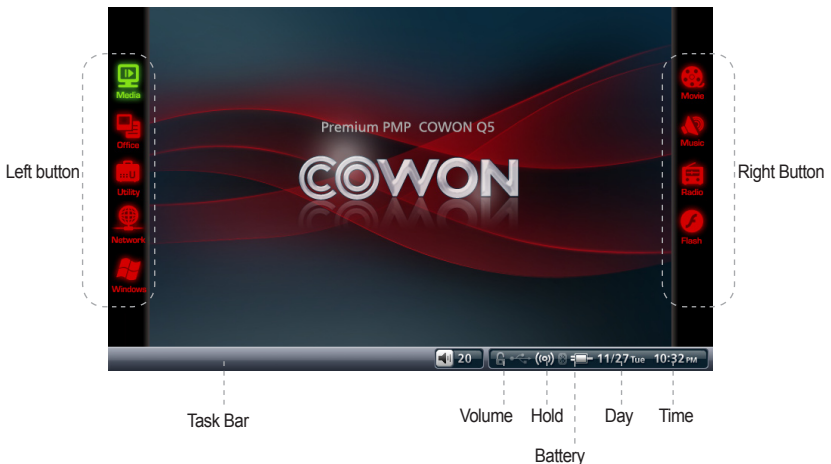 Media
Office
Utility
Network
Windows
Left button
Premium PMP COWON Q5
COWON
Movie
Music
Radio
Flash
Right Button
20
11/27 Tue 10:32 PM
Task Bar
Volume Hold Day Time
Battery